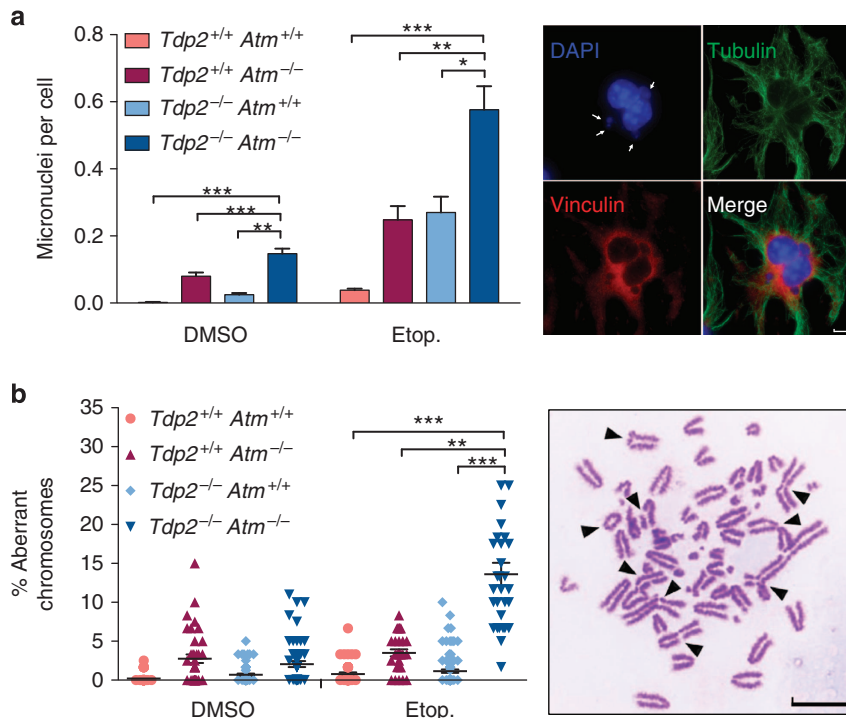 a
0.8
0.6
0.4
0.2
0.0
Micronuclei per cell
Tdp2+/+ Atm+/+
Tdp2+/+ Atm−/−
Tdp2−/− Atm+/+
Tdp2−/− Atm−/−
***
***
**
***
**
*
DMSO
Etop.
DAPI
Tubulin
Vinculin
Merge
b
35
30
25
20
15
10
5
0
% Aberrant
chromosomes
Tdp2+/+ Atm+/+
Tdp2+/+ Atm−/−
Tdp2−/− Atm+/+
Tdp2−/− Atm−/−
***
**
***
DMSO
Etop.